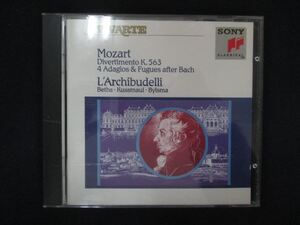 VIVARTE
SONY
CLASSICAL
Mozart
Divertimento K. 563
4 Adagios & Fugues after Bach
L'Archibudelli
Beths · Kussmaul · Bylsma